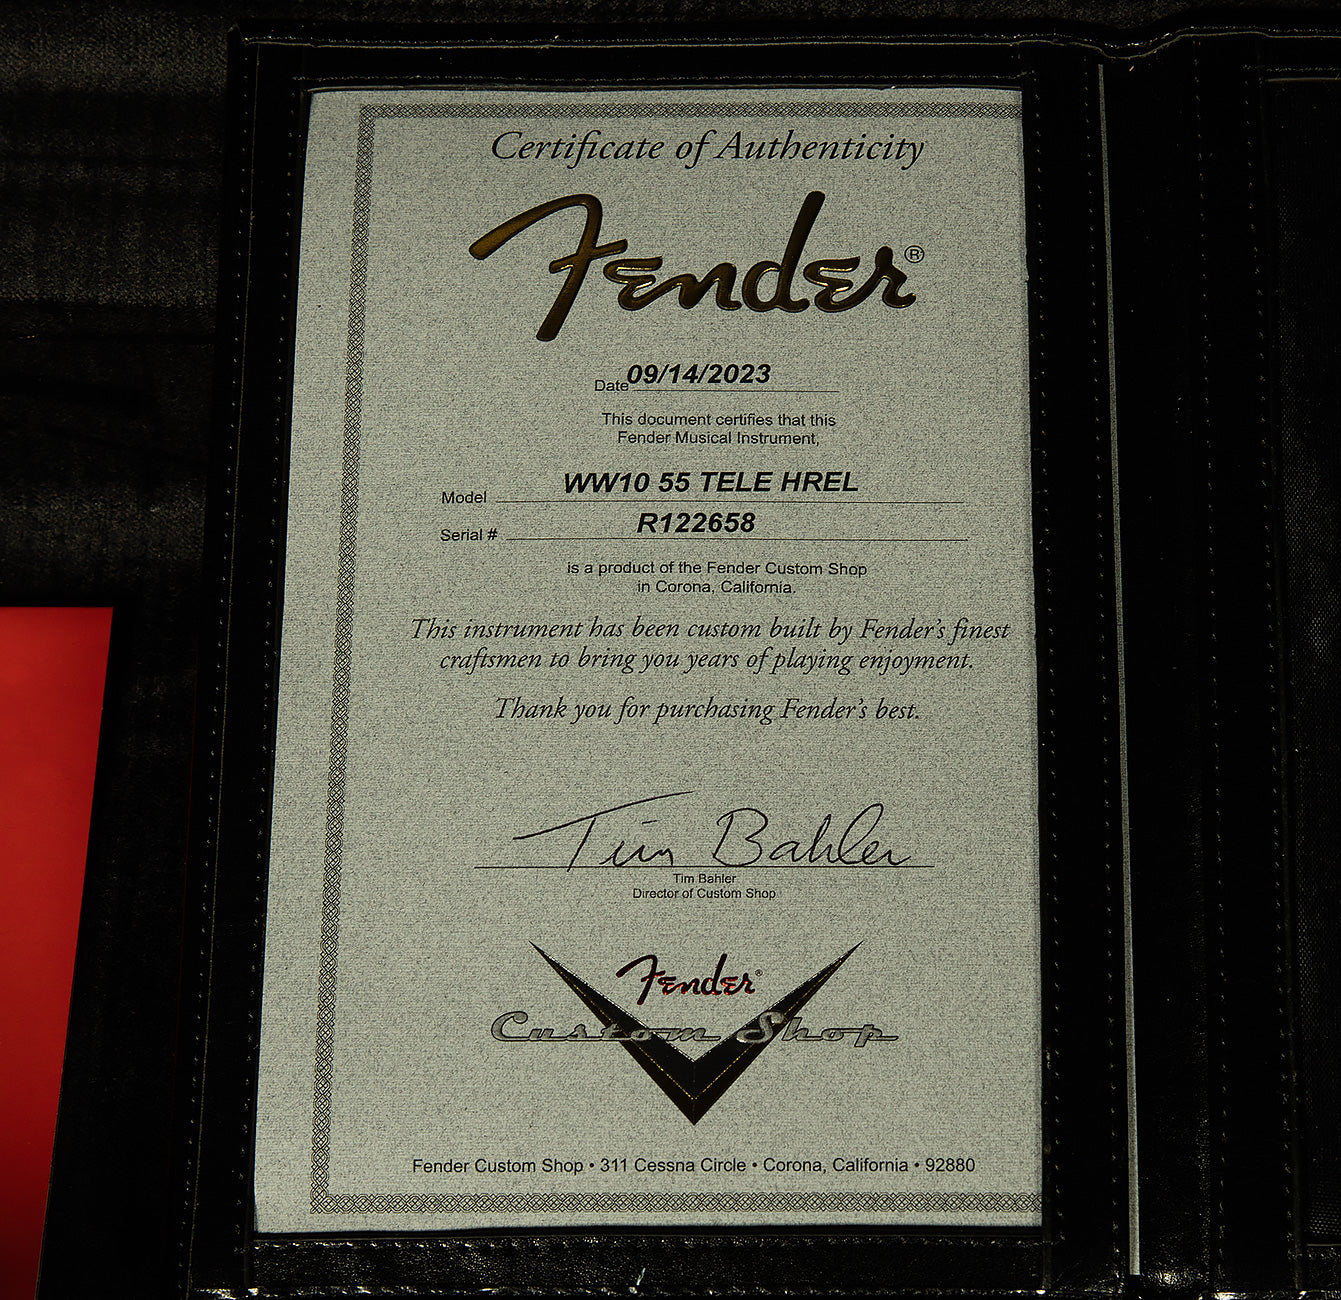 Certificate of Authenticity
Fender®
Date 09/14/2023
This document certifies that this
Fender Musical Instrument,
Model WW10 55 TELE HREL
Serial # R122658
is a product of the Fender Custom Shop
in Corona, California.
This instrument has been custom built by Fender's finest
craftsmen to bring you years of playing enjoyment.
Thank you for purchasing Fender's best.
Tim Bahler
Tim Bahler
Director of Custom Shop
Fender®
Custom Shop
Fender Custom Shop • 311 Cessna Circle • Corona, California • 92880